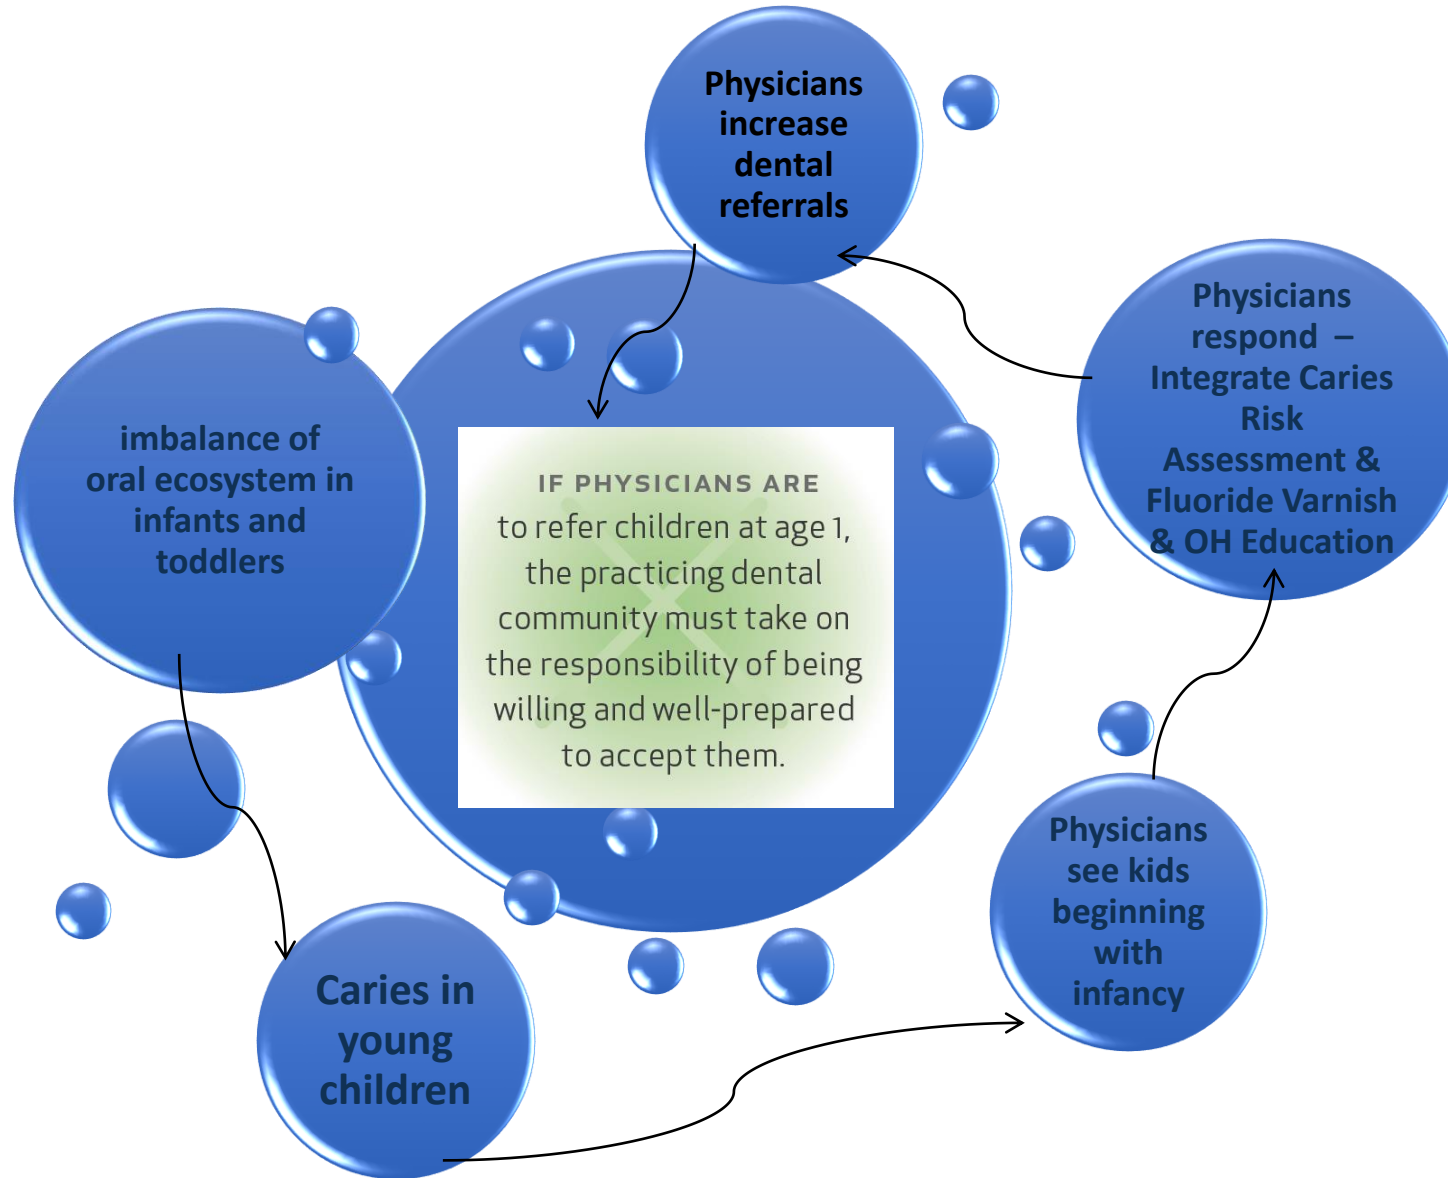 Physicians
increase
dental
referrals
Physicians
respond –
Integrate Caries
Risk
Assessment &
Fluoride Varnish
& OH Education
imbalance of
oral ecosystem in
infants and
toddlers
IF PHYSICIANS ARE
to refer children at age 1,
the practicing dental
community must take on
the responsibility of being
willing and well-prepared
to accept them.
Physicians
see kids
beginning
with
infancy
Caries in
young
children